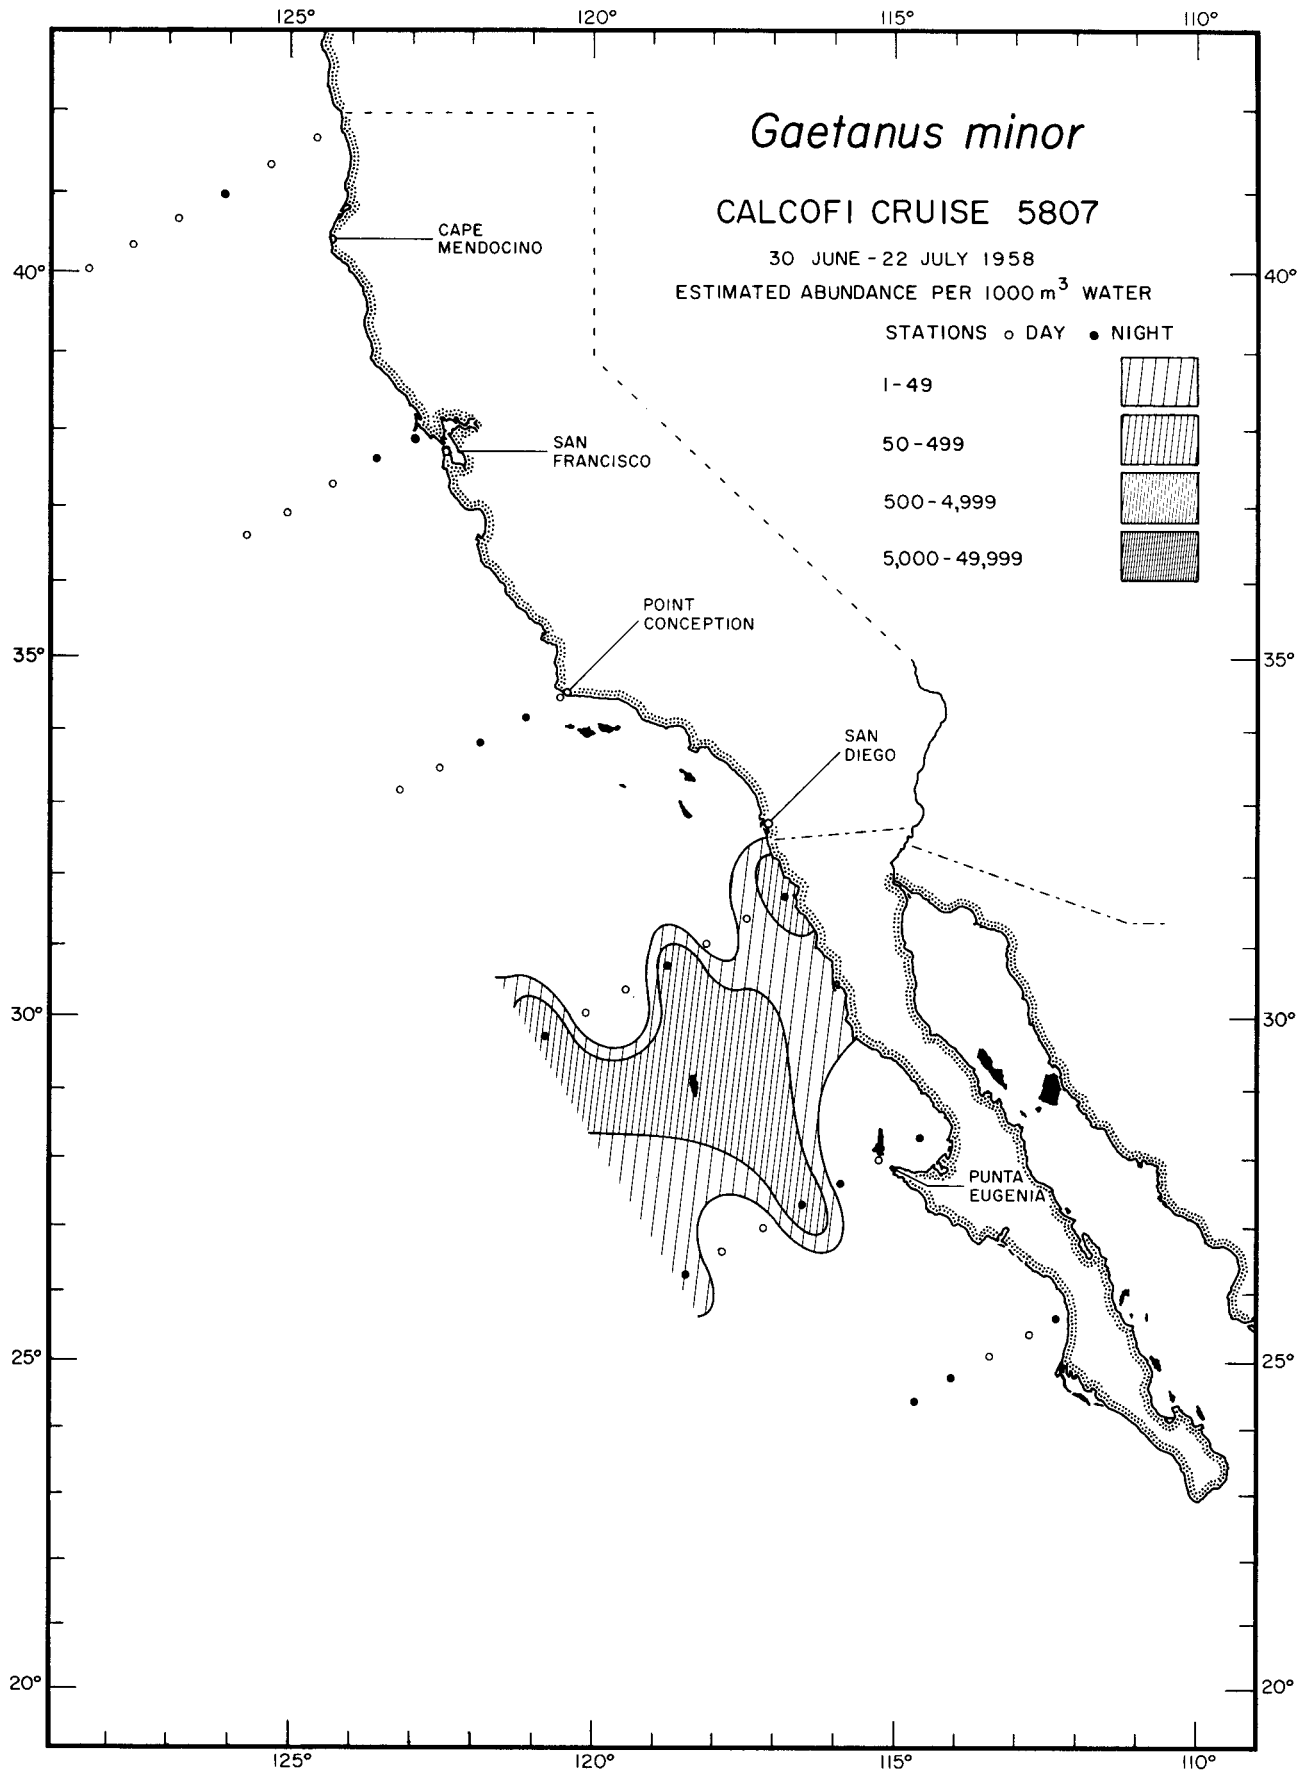 125° 120° 115° 110°
Gaetanus minor
CALCOFI CRUISE 5807
30 JUNE - 22 JULY 1958
ESTIMATED ABUNDANCE PER 1000 m³ WATER
STATIONS ○ DAY ● NIGHT
1 - 49
50 - 499
500 - 4,999
5,000 - 49,999
CAPE
MENDOCINO
40° 40°
SAN
FRANCISCO
POINT
CONCEPTION
35° 35°
SAN
DIEGO
30° 30°
PUNTA
EUGENIA
25° 25°
20° 20°
125° 120° 115° 110°